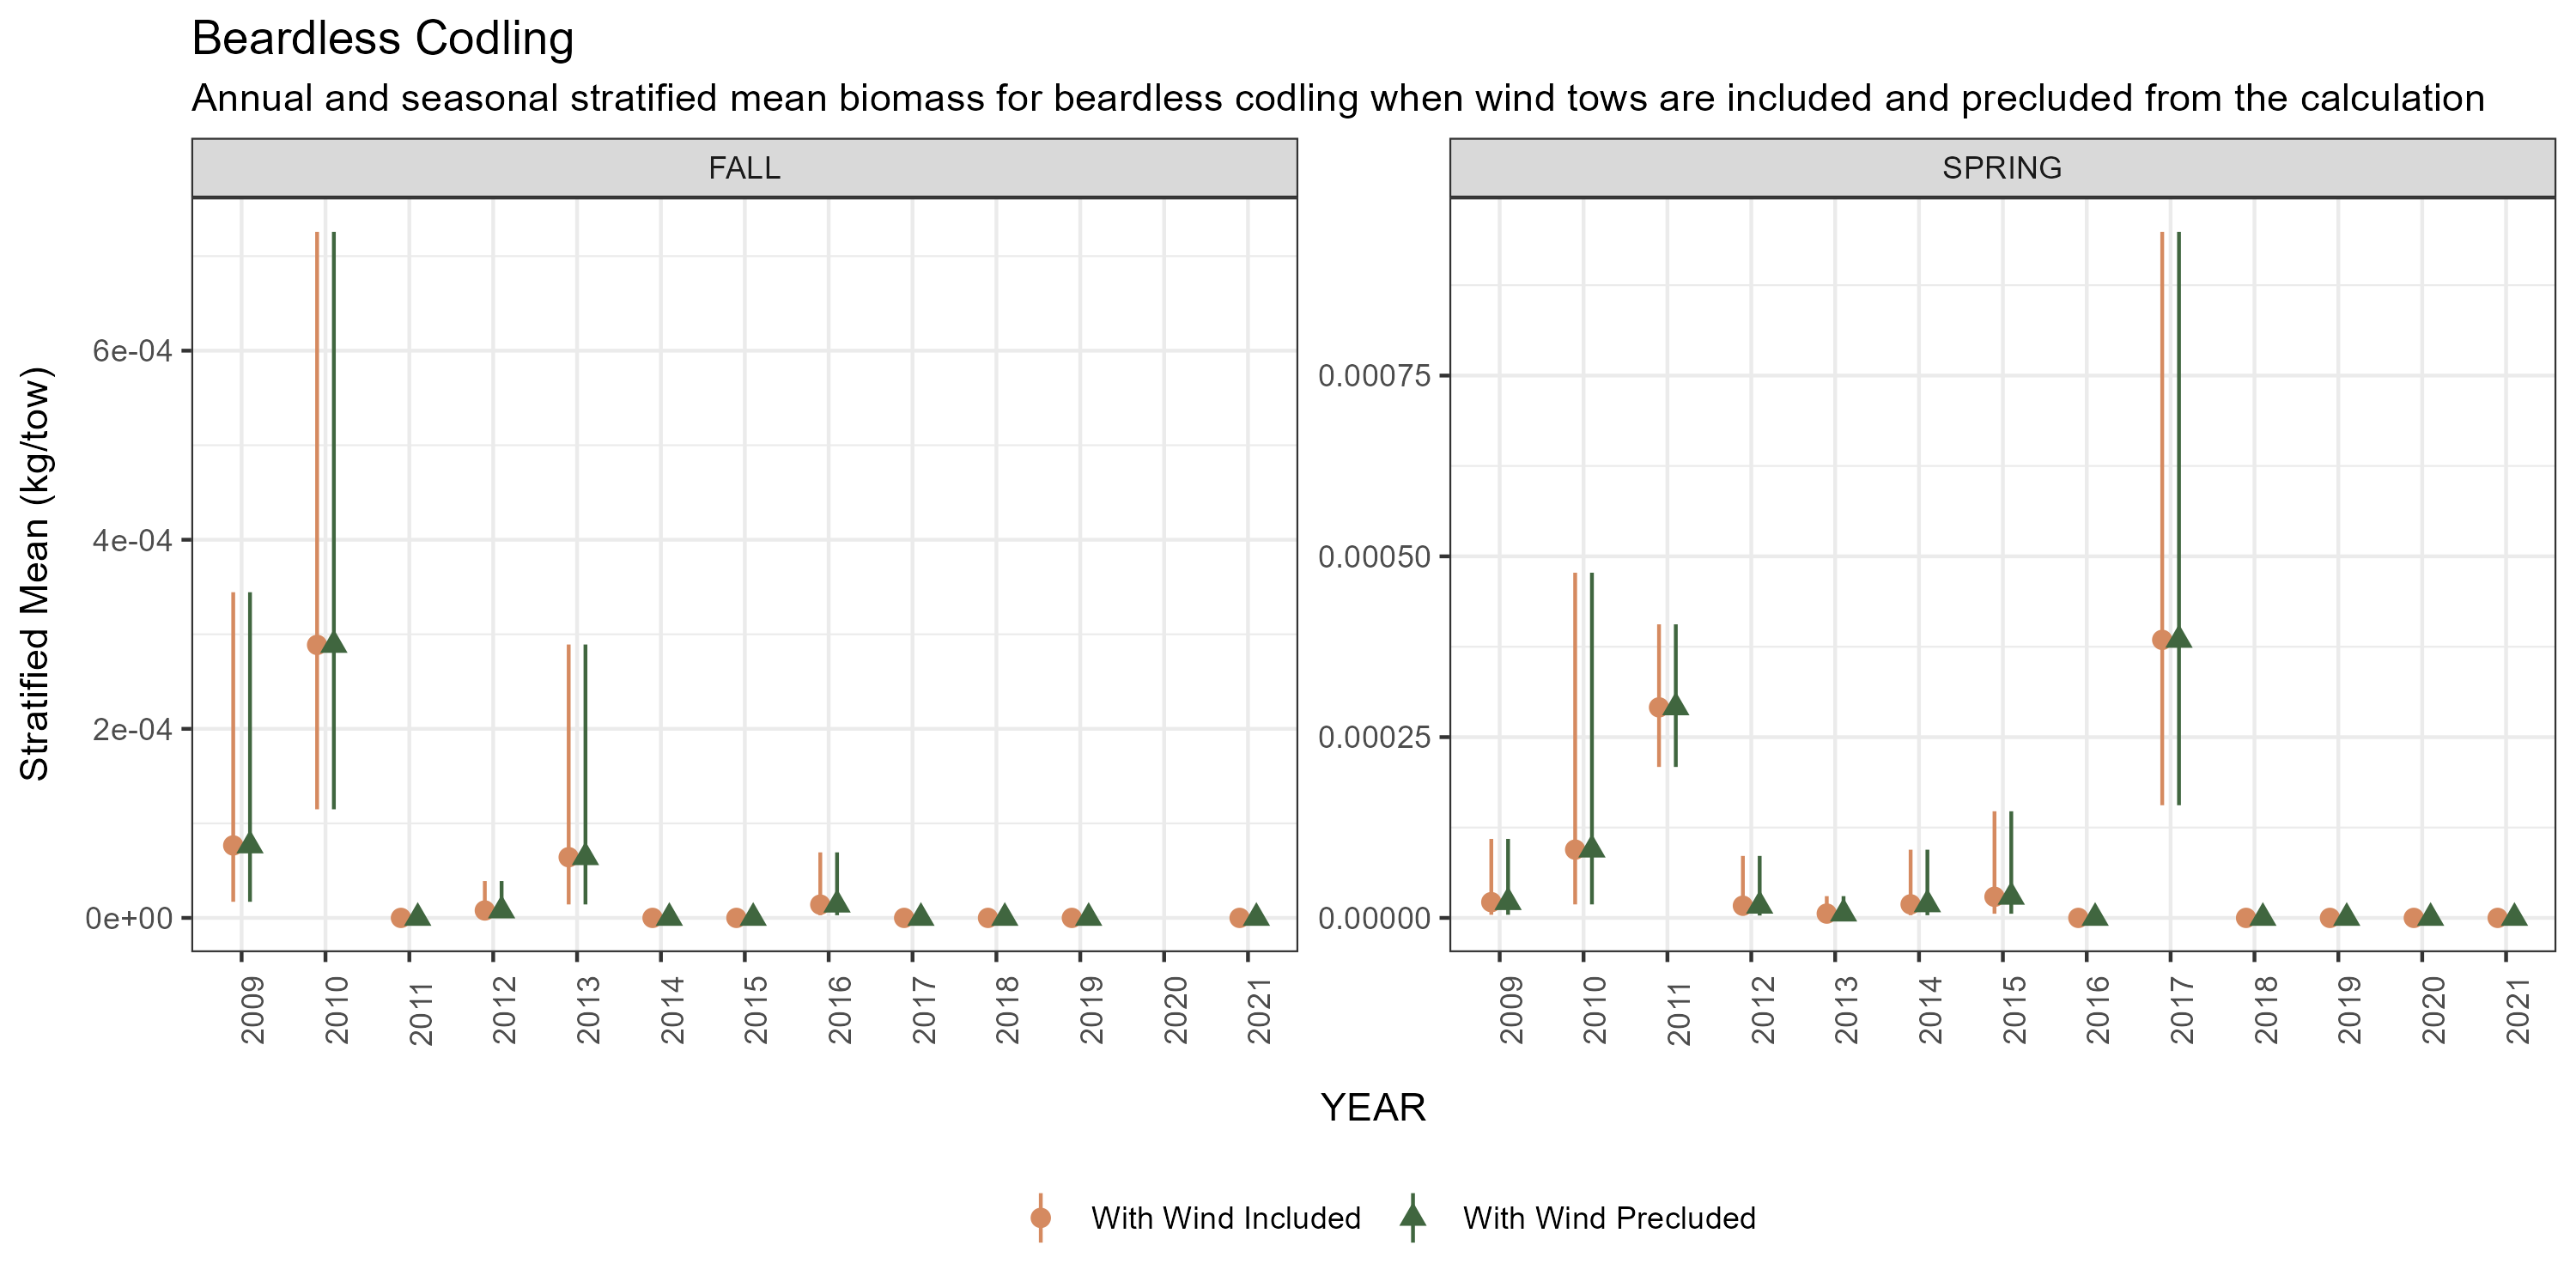 Beardless Codling
Annual and seasonal stratified mean biomass for beardless codling when wind tows are included and precluded from the calculation
FALL
SPRING
Stratified Mean (kg/tow)
6e-04
4e-04
2e-04
0e+00
0.00075
0.00050
0.00025
0.00000
2009 2010 2011 2012 2013 2014 2015 2016 2017 2018 2019 2020 2021
2009 2010 2011 2012 2013 2014 2015 2016 2017 2018 2019 2020 2021
YEAR
With Wind Included
With Wind Precluded